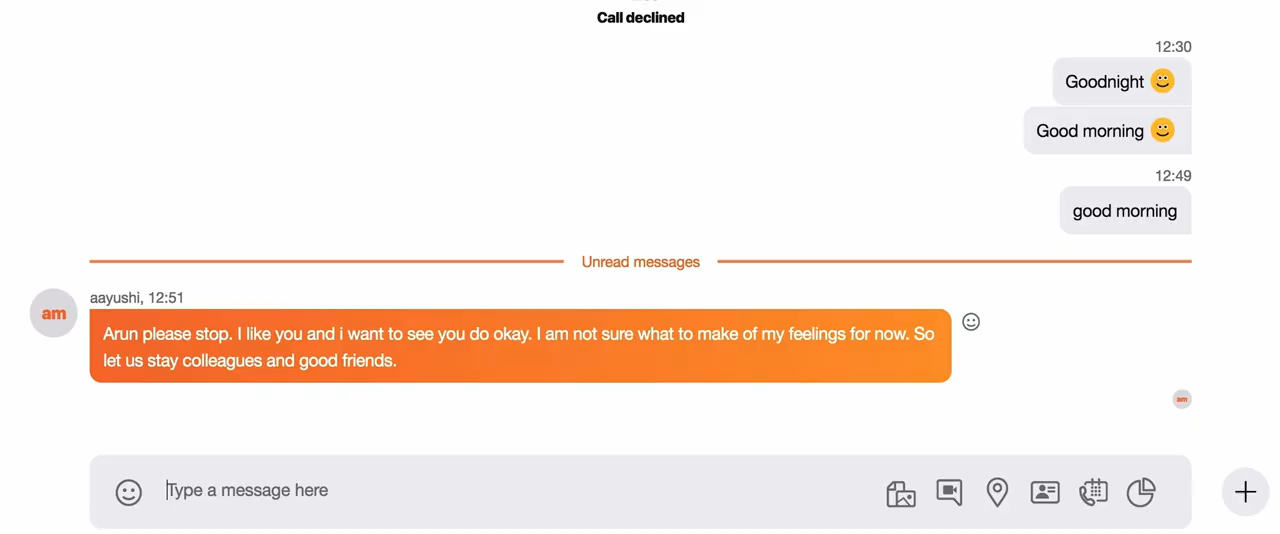 Call declined
12:30
Goodnight
Good morning
12:49
good morning
Unread messages
aayushi, 12:51
am
Arun please stop. I like you and i want to see you do okay. I am not sure what to make of my feelings for now. So
let us stay colleagues and good friends.
am
Type a message here